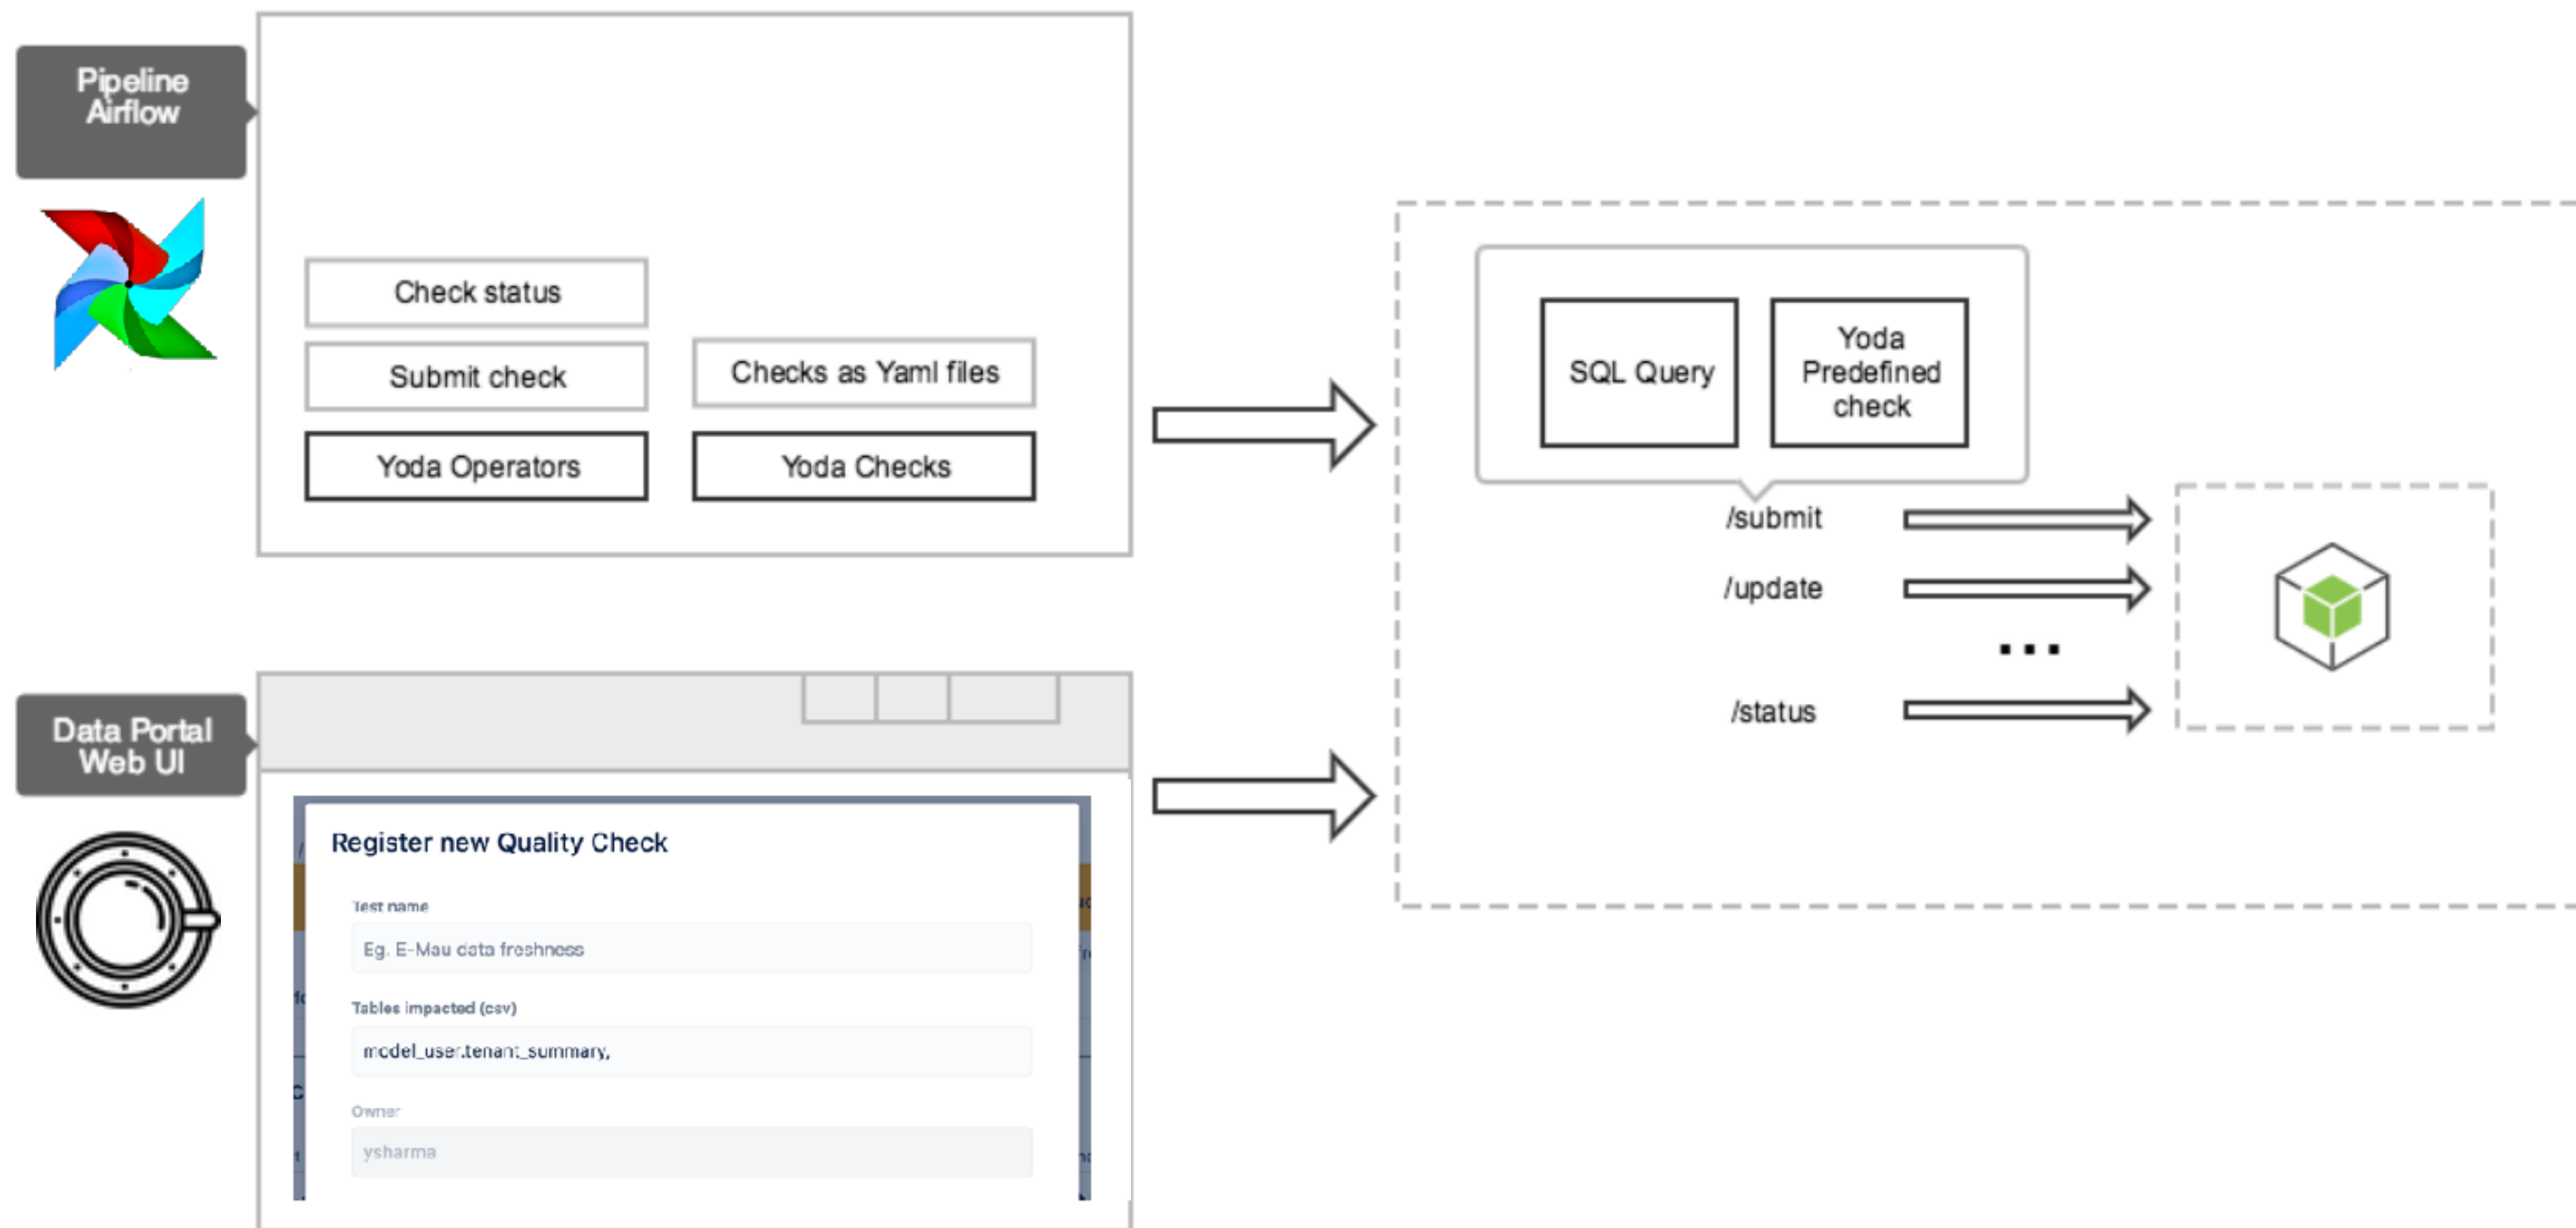 Pipeline
Airflow
Check status
Submit check
Checks as Yaml files
Yoda Operators
Yoda Checks
SQL Query
Yoda
Predefined
check
/submit
/update
...
/status
Data Portal
Web UI
Register new Quality Check
Test name
Eg. E-Mau data freshness
Tables impacted (csv)
model_user.tenant_summary,
Owner
ysharma